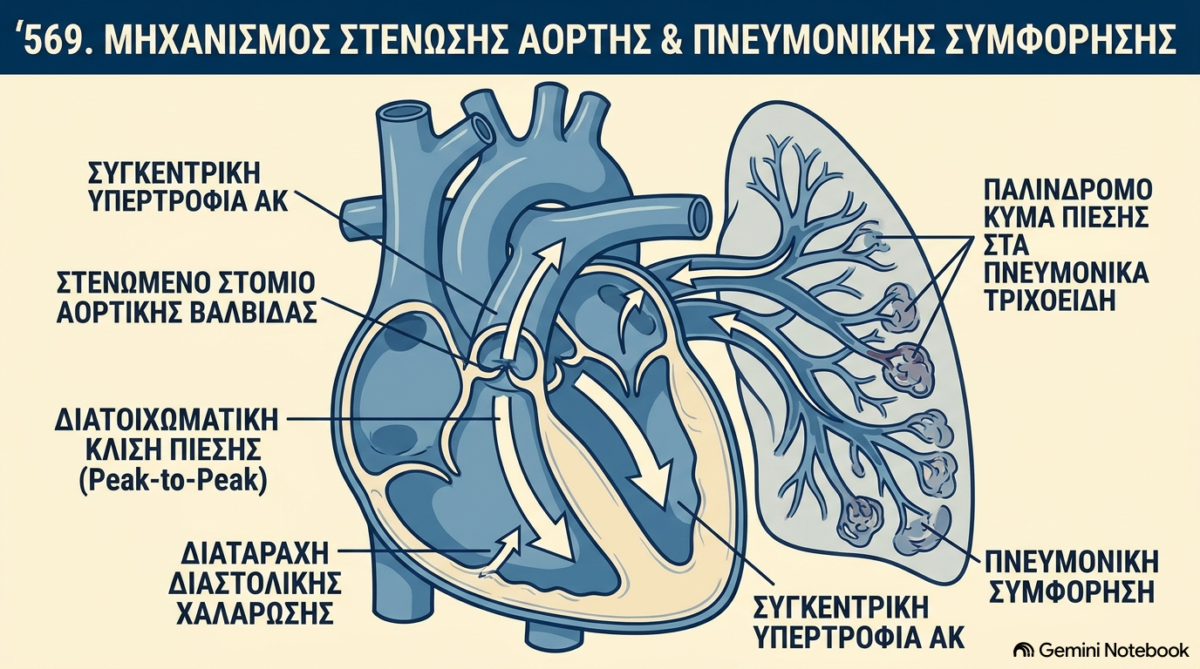 '569. ΜΗΧΑΝΙΣΜΟΣ ΣΤΕΝΩΣΗΣ ΑΟΡΤΗΣ & ΠΝΕΥΜΟΝΙΚΗΣ ΣΥΜΦΟΡΗΣΗΣ
ΣΥΓΚΕΝΤΡΙΚΗ
ΥΠΕΡΤΡΟΦΙΑ ΑΚ
ΣΤΕΝΩΜΕΝΟ ΣΤΟΜΙΟ
ΑΟΡΤΙΚΗΣ ΒΑΛΒΙΔΑΣ
ΔΙΑΤΟΙΧΩΜΑΤΙΚΗ
ΚΛΙΣΗ ΠΙΕΣΗΣ
(Peak-to-Peak)
ΔΙΑΤΑΡΑΧΗ
ΔΙΑΣΤΟΛΙΚΗΣ
ΧΑΛΑΡΩΣΗΣ
ΠΑΛΙΝΔΡΟΜΟ
ΚΥΜΑ ΠΙΕΣΗΣ
ΣΤΑ
ΠΝΕΥΜΟΝΙΚΑ
ΤΡΙΧΟΕΙΔΗ
ΠΝΕΥΜΟΝΙΚΗ
ΣΥΜΦΟΡΗΣΗ
ΣΥΓΚΕΝΤΡΙΚΗ
ΥΠΕΡΤΡΟΦΙΑ ΑΚ
Gemini Notebook